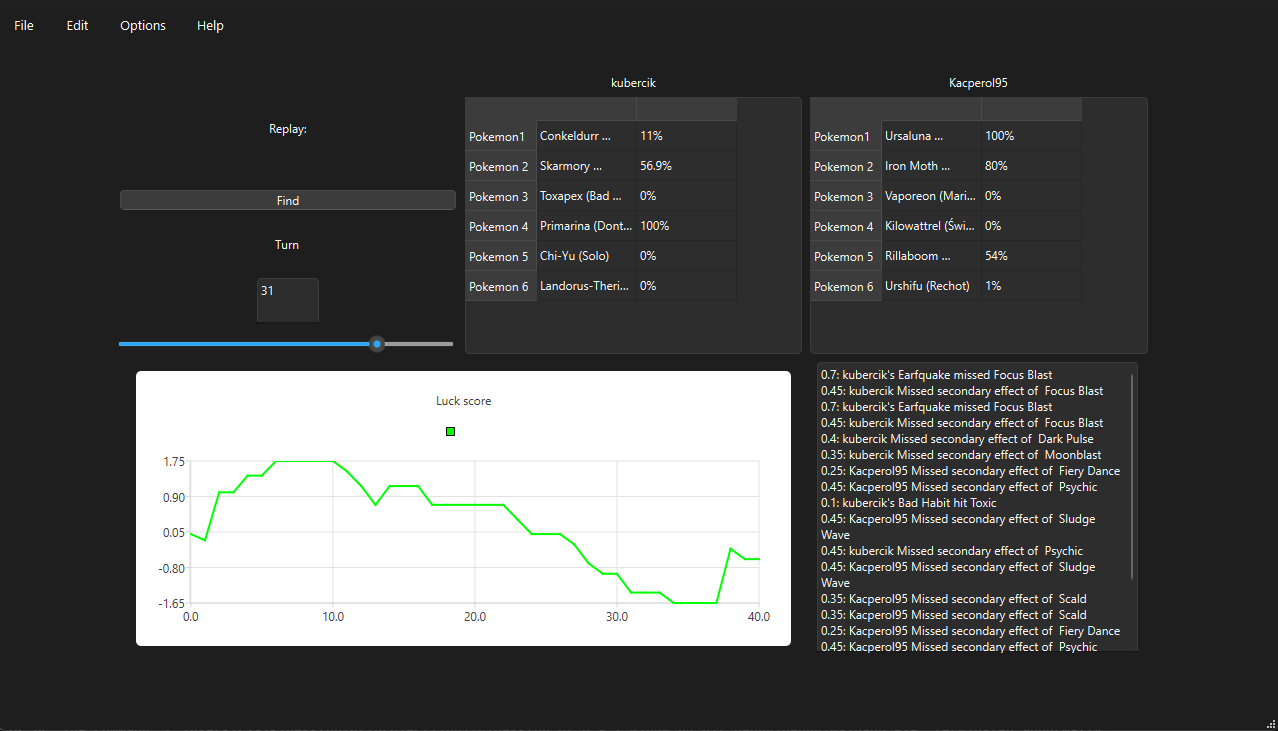 File Edit Options Help
kubercik
Kacperol95
Replay:
Find
Turn
31
Pokemon1 Conkeldurr ... 11%
Pokemon 2 Skarmory ... 56.9%
Pokemon 3 Toxapex (Bad ... 0%
Pokemon 4 Primarina (Dont... 100%
Pokemon 5 Chi-Yu (Solo) 0%
Pokemon 6 Landorus-Theri... 0%
Pokemon1 Ursaluna ... 100%
Pokemon 2 Iron Moth ... 80%
Pokemon 3 Vaporeon (Mari... 0%
Pokemon 4 Kilowattrel (Świ... 0%
Pokemon 5 Rillaboom ... 54%
Pokemon 6 Urshifu (Rechot) 1%
Luck score
1.75
0.90
0.05
-0.80
-1.65
0.0 10.0 20.0 30.0 40.0
0.7: kubercik's Earfquake missed Focus Blast
0.45: kubercik Missed secondary effect of  Focus Blast
0.7: kubercik's Earfquake missed Focus Blast
0.45: kubercik Missed secondary effect of  Focus Blast
0.4: kubercik Missed secondary effect of  Dark Pulse
0.35: kubercik Missed secondary effect of  Moonblast
0.25: Kacperol95 Missed secondary effect of  Fiery Dance
0.45: Kacperol95 Missed secondary effect of  Psychic
0.1: kubercik's Bad Habit hit Toxic
0.45: Kacperol95 Missed secondary effect of  Sludge
Wave
0.45: kubercik Missed secondary effect of  Psychic
0.45: Kacperol95 Missed secondary effect of  Sludge
Wave
0.35: Kacperol95 Missed secondary effect of  Scald
0.35: Kacperol95 Missed secondary effect of  Scald
0.25: Kacperol95 Missed secondary effect of  Fiery Dance
0.45: Kacperol95 Missed secondary effect of  Psychic